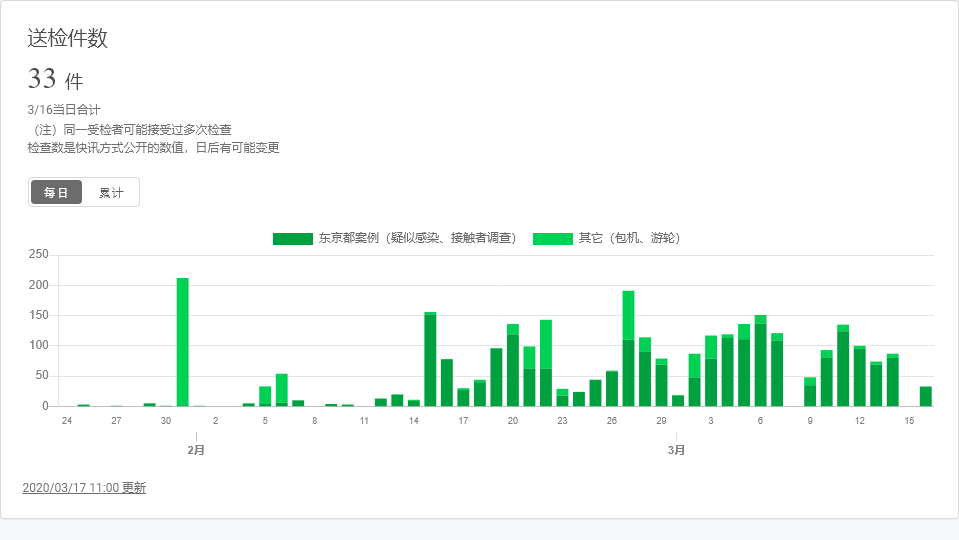 送检件数
33 件
3/16当日合计
（注）同一受检者可能接受过多次检查
检查数是快讯方式公开的数值，日后有可能变更
每日 累计
东京都案例（疑似感染、接触者调查） 其它（包机、游轮）
250
200
150
100
50
0
24 27 30 2 5 8 11 14 17 20 23 26 29 3 6 9 12 15
2月 3月
2020/03/17 11:00 更新